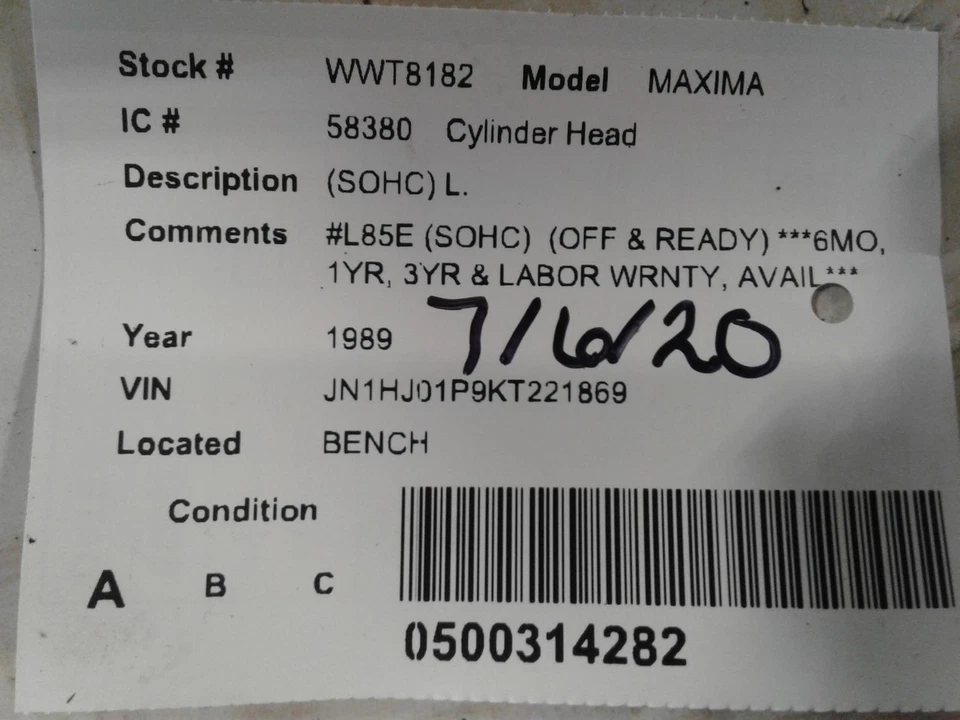 Stock # WWT8182 Model MAXIMA
IC # 58380 Cylinder Head
Description (SOHC) L.
Comments #L85E (SOHC) (OFF & READY) ***6MO,
1YR, 3YR & LABOR WRNTY, AVAIL***
7/6/20
Year 1989
VIN JN1HJ01P9KT221869
Located BENCH
Condition
A B C
0500314282